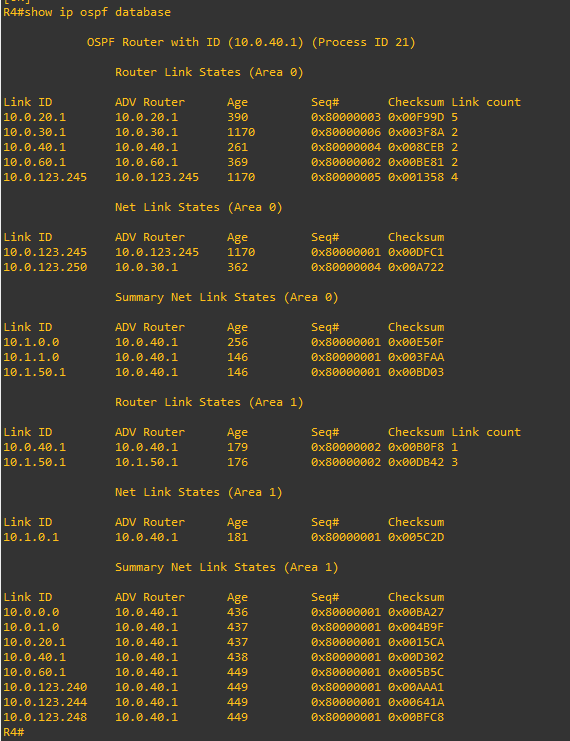 R4#show ip ospf database
OSPF Router with ID (10.0.40.1) (Process ID 21)
Router Link States (Area 0)
Link ID ADV Router Age Seq# Checksum Link count
10.0.20.1 10.0.20.1 390 0x80000003 0x00F99D 5
10.0.30.1 10.0.30.1 1170 0x80000006 0x003F8A 2
10.0.40.1 10.0.40.1 261 0x80000004 0x008CEB 2
10.0.60.1 10.0.60.1 369 0x80000002 0x00BE81 2
10.0.123.245 10.0.123.245 1170 0x80000005 0x001358 4
Net Link States (Area 0)
Link ID ADV Router Age Seq# Checksum
10.0.123.245 10.0.123.245 1170 0x80000001 0x00DFC1
10.0.123.250 10.0.30.1 362 0x80000004 0x00A722
Summary Net Link States (Area 0)
Link ID ADV Router Age Seq# Checksum
10.1.0.0 10.0.40.1 256 0x80000001 0x00E50F
10.1.1.0 10.0.40.1 146 0x80000001 0x003FAA
10.1.50.1 10.0.40.1 146 0x80000001 0x00BD03
Router Link States (Area 1)
Link ID ADV Router Age Seq# Checksum Link count
10.0.40.1 10.0.40.1 179 0x80000002 0x00B0F8 1
10.1.50.1 10.1.50.1 176 0x80000002 0x00DB42 3
Net Link States (Area 1)
Link ID ADV Router Age Seq# Checksum
10.1.0.1 10.0.40.1 181 0x80000001 0x005C2D
Summary Net Link States (Area 1)
Link ID ADV Router Age Seq# Checksum
10.0.0.0 10.0.40.1 436 0x80000001 0x00BA27
10.0.1.0 10.0.40.1 437 0x80000001 0x004B9F
10.0.20.1 10.0.40.1 437 0x80000001 0x0015CA
10.0.40.1 10.0.40.1 438 0x80000001 0x00D302
10.0.60.1 10.0.40.1 449 0x80000001 0x005B5C
10.0.123.240 10.0.40.1 449 0x80000001 0x00AAA1
10.0.123.244 10.0.40.1 449 0x80000001 0x00641A
10.0.123.248 10.0.40.1 449 0x80000001 0x00BFC8
R4#